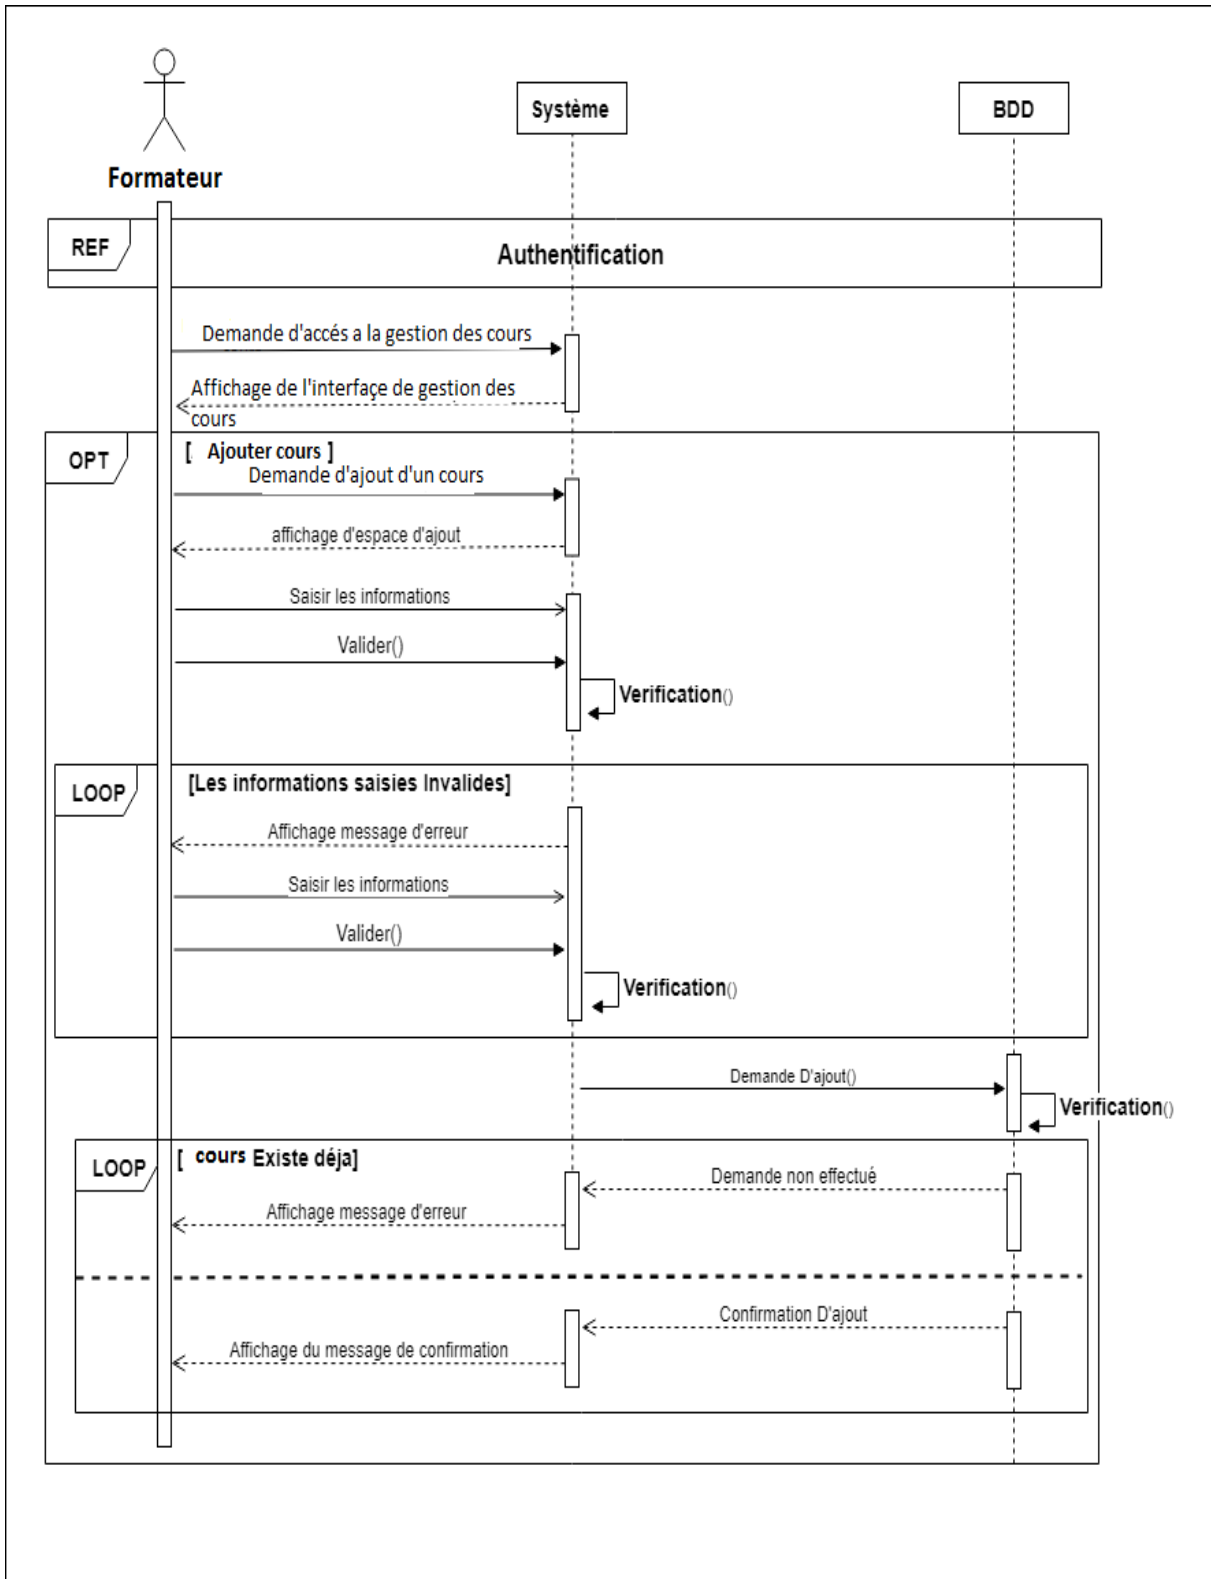 Système
BDD
Formateur
REF
Authentification
Demande d'accés a la gestion des cours
Affichage de l'interfaçe de gestion des
cours
OPT
[ Ajouter cours ]
Demande d'ajout d'un cours
affichage d'espace d'ajout
Saisir les informations
Valider()
Verification()
LOOP
[Les informations saisies Invalides]
Affichage message d'erreur
Saisir les informations
Valider()
Verification()
Demande D'ajout()
Verification()
LOOP
[ cours Existe déja]
Demande non effectué
Affichage message d'erreur
Confirmation D'ajout
Affichage du message de confirmation